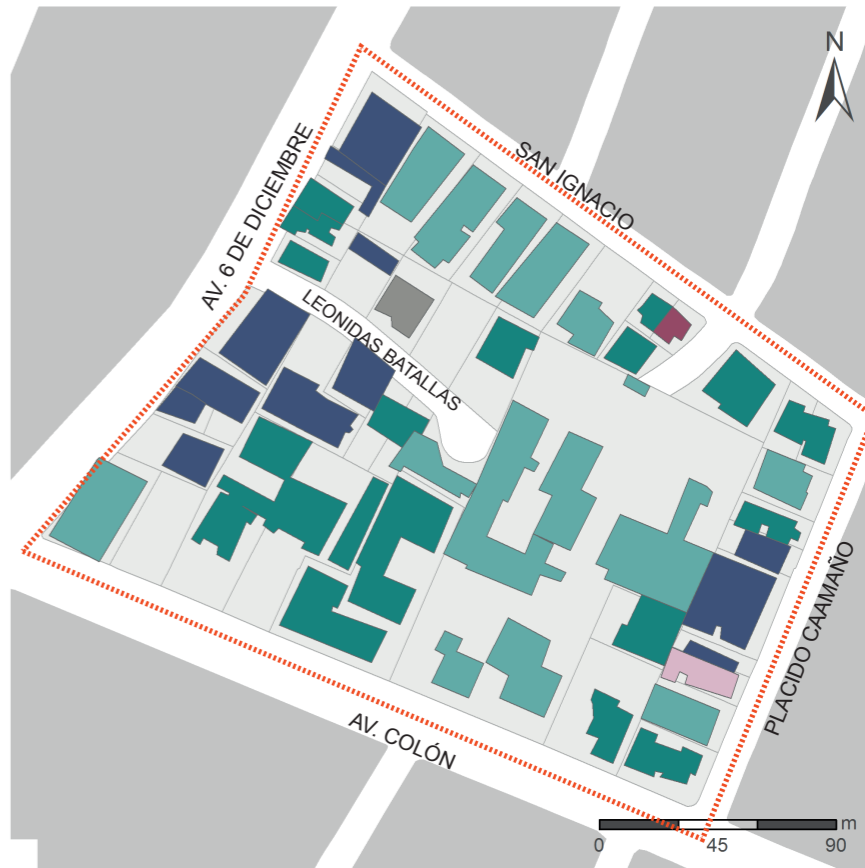 N
SAN IGNACIO
AV. 6 DE DICIEMBRE
LEONIDAS BATALLAS
PLACIDO CAAMAÑO
AV. COLÓN
m
0 45 90